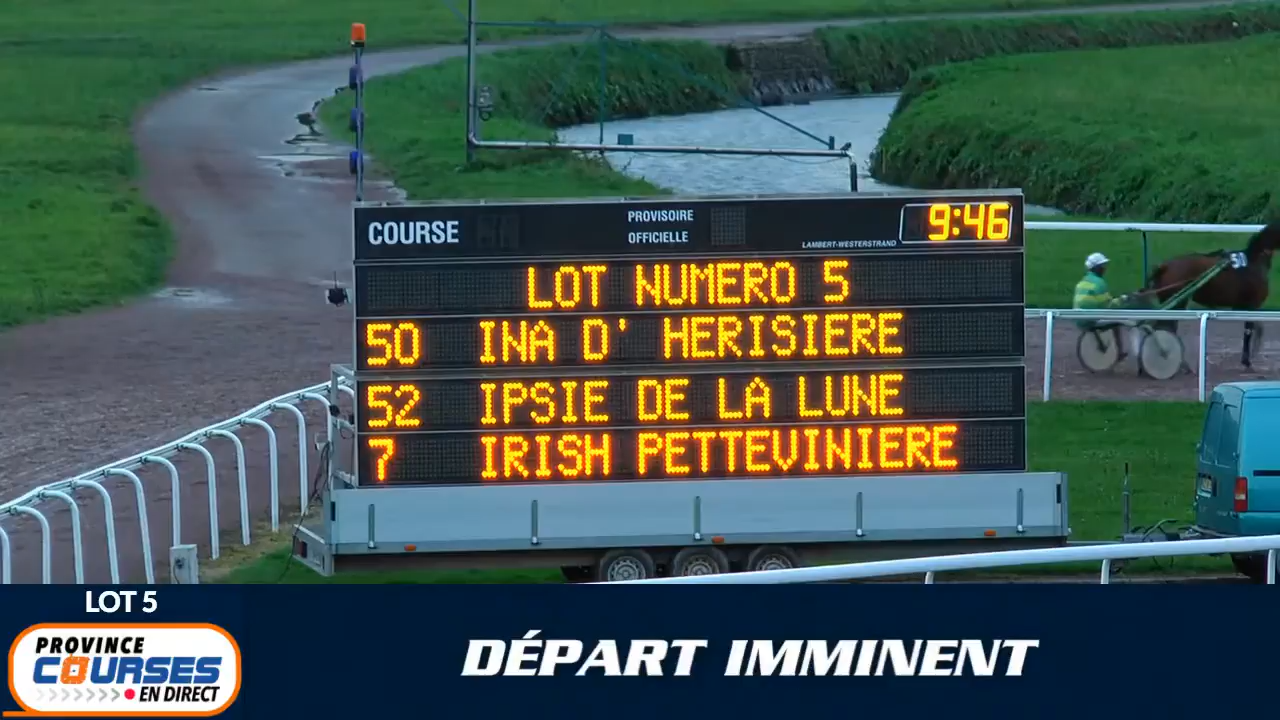 COURSE
PROVISOIRE
OFFICIELLE
LAMBERT-WESTERSTRAND
9:46
LOT NUMERO 5
50 INA D' HERISIERE
52 IPSIE DE LA LUNE
7 IRISH PETTEVINIERE
LOT 5
PROVINCE
COURSES
EN DIRECT
DÉPART IMMINENT